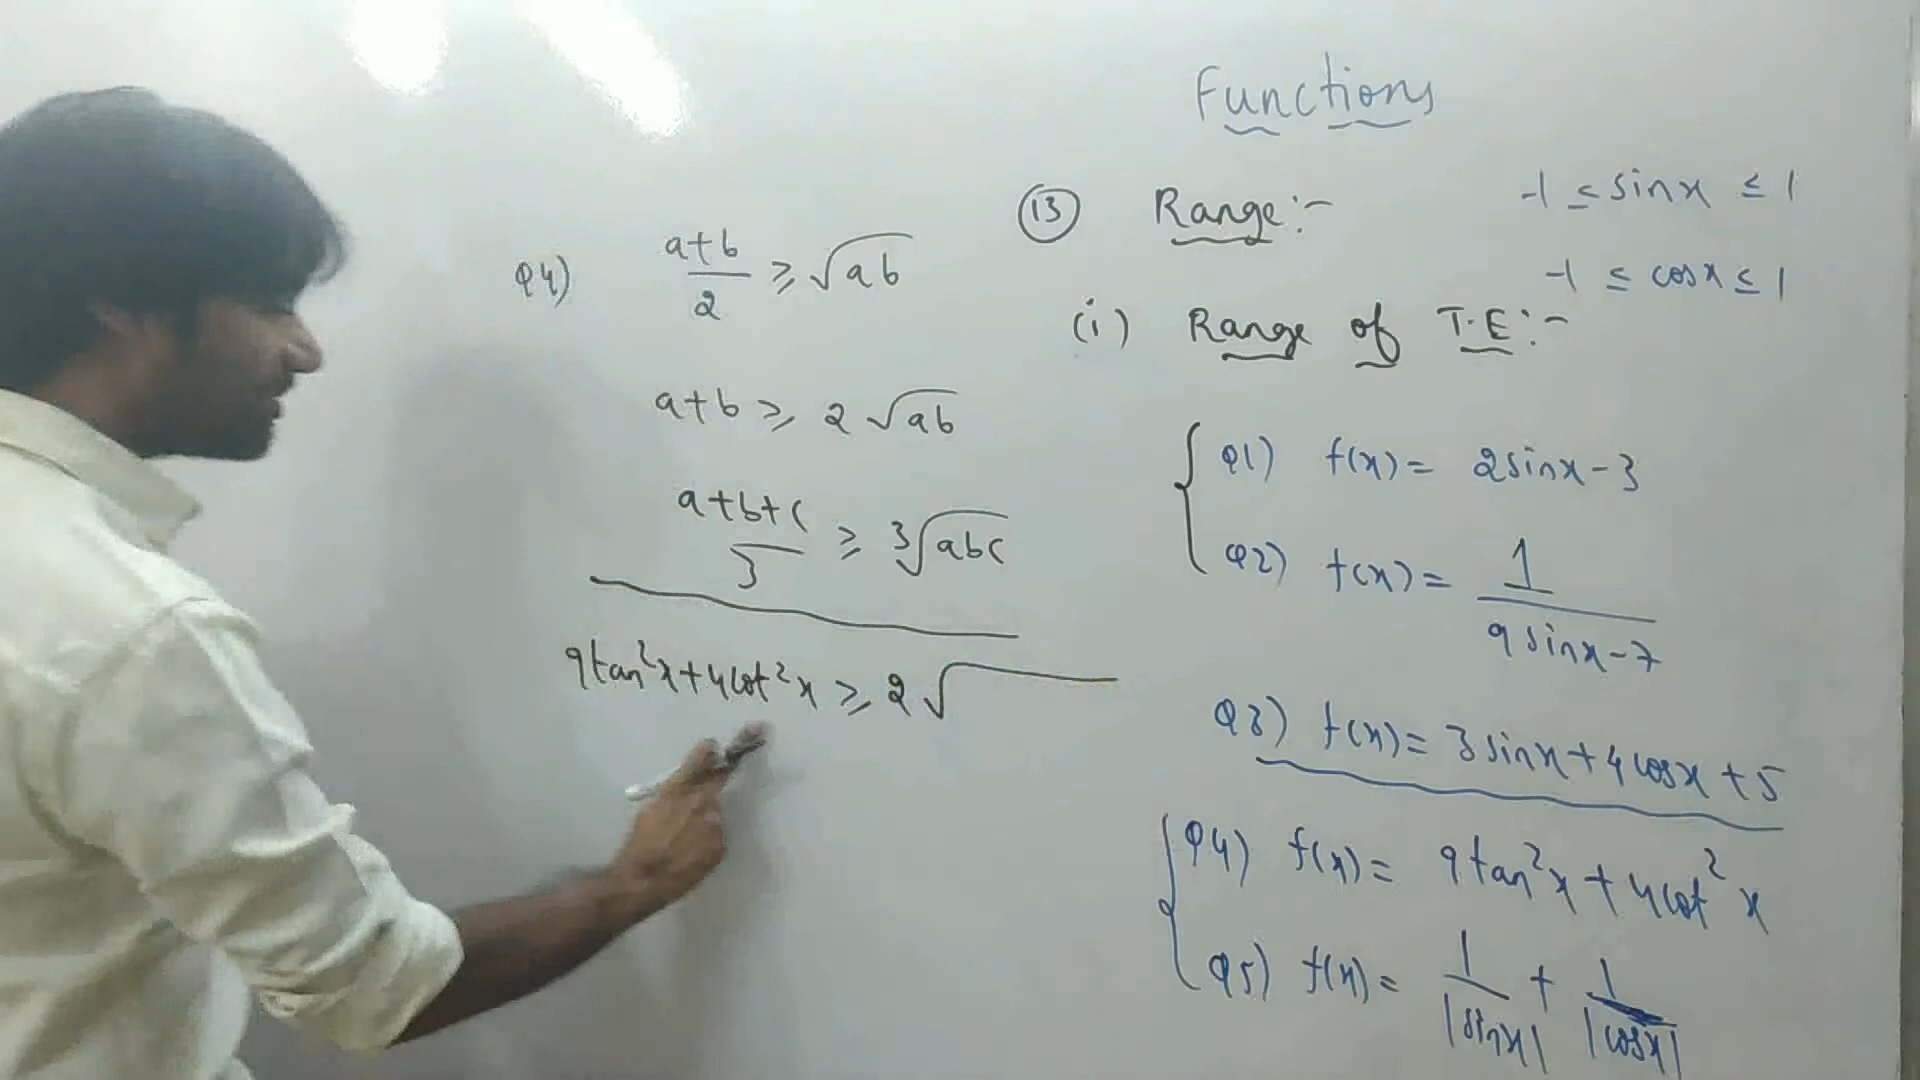 Functions
(13) Range:-
-1 ≤ sinx ≤ 1
-1 ≤ cosx ≤ 1
(i) Range of T.E:-
Q1) f(x) = 2sinx-3
Q2) f(x) = 1/(9sinx-7)
Q3) f(x) = 3sinx+4cosx+5
Q4) f(x) = 9tan²x+4cot²x
Q5) f(x) = 1/|sinx| + 1/|cosx|
Q4) (a+b)/2 ≥ √ab
a+b ≥ 2√ab
(a+b+c)/3 ≥ ³√abc
9tan²x+4cot²x ≥ 2√